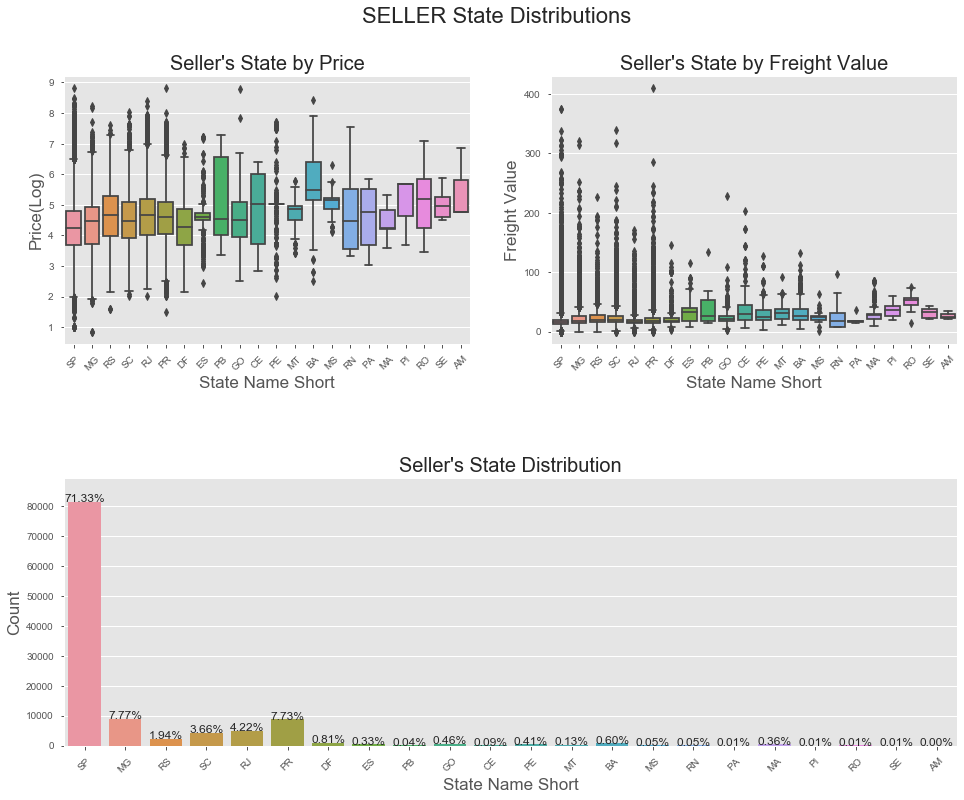 SELLER State Distributions
Seller's State by Price
Price(Log)
9
8
7
6
5
4
3
2
1
SP MG RS SC RJ PR DF ES PB GO CE PE MT BA MS RN PA MA PI RO SE AM
State Name Short
Seller's State by Freight Value
Freight Value
400
300
200
100
0
SP MG RS SC RJ PR DF ES PB GO CE PE MT BA MS RN PA MA PI RO SE AM
State Name Short
Seller's State Distribution
Count
80000
70000
60000
50000
40000
30000
20000
10000
0
71.33% 7.77% 1.94% 3.66% 4.22% 7.73% 0.81% 0.33% 0.04% 0.46% 0.09% 0.41% 0.13% 0.60% 0.05% 0.05% 0.01% 0.36% 0.01% 0.01% 0.01% 0.00%
SP MG RS SC RJ PR DF ES PB GO CE PE MT BA MS RN PA MA PI RO SE AM
State Name Short